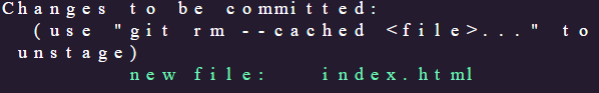 Changes to be committed:
(use "git rm --cached <file>..." to
unstage)
new file: index.html